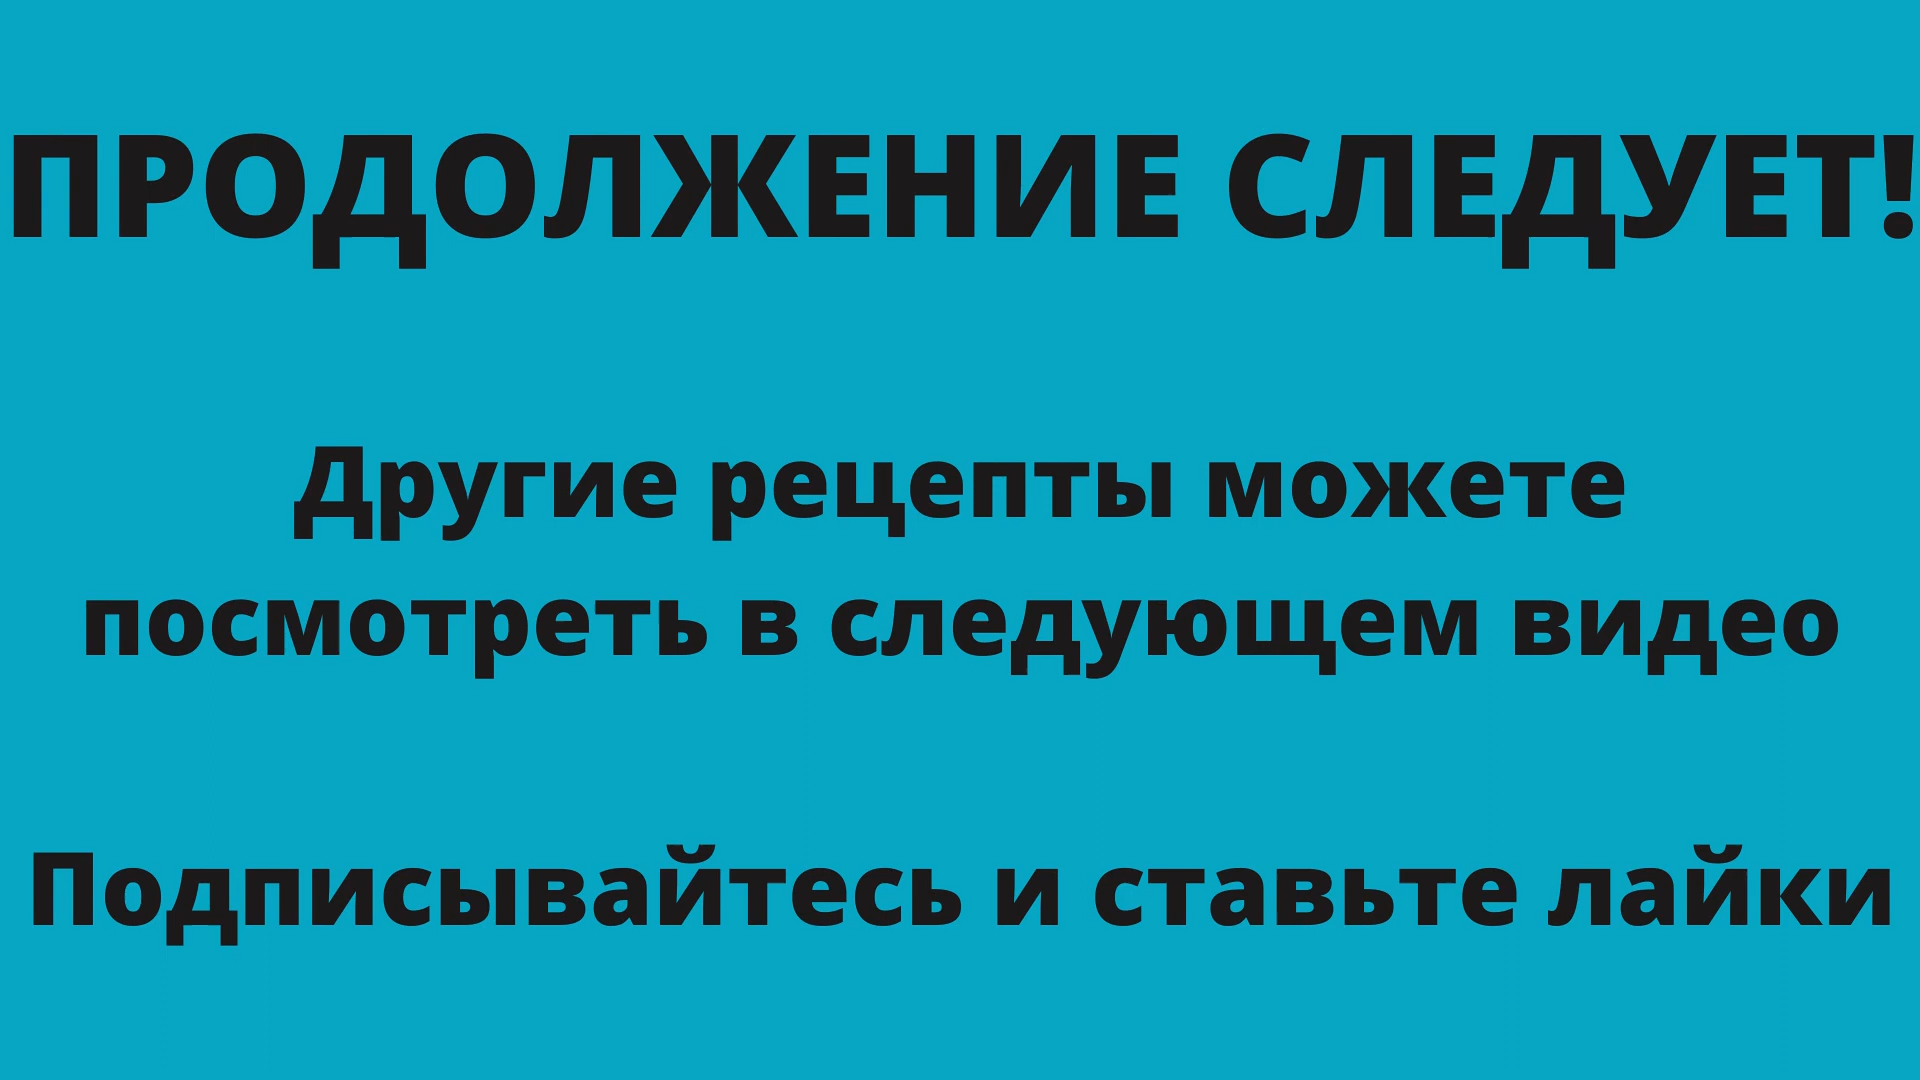 ПРОДОЛЖЕНИЕ СЛЕДУЕТ!
Другие рецепты можете
посмотреть в следующем видео
Подписывайтесь и ставьте лайки